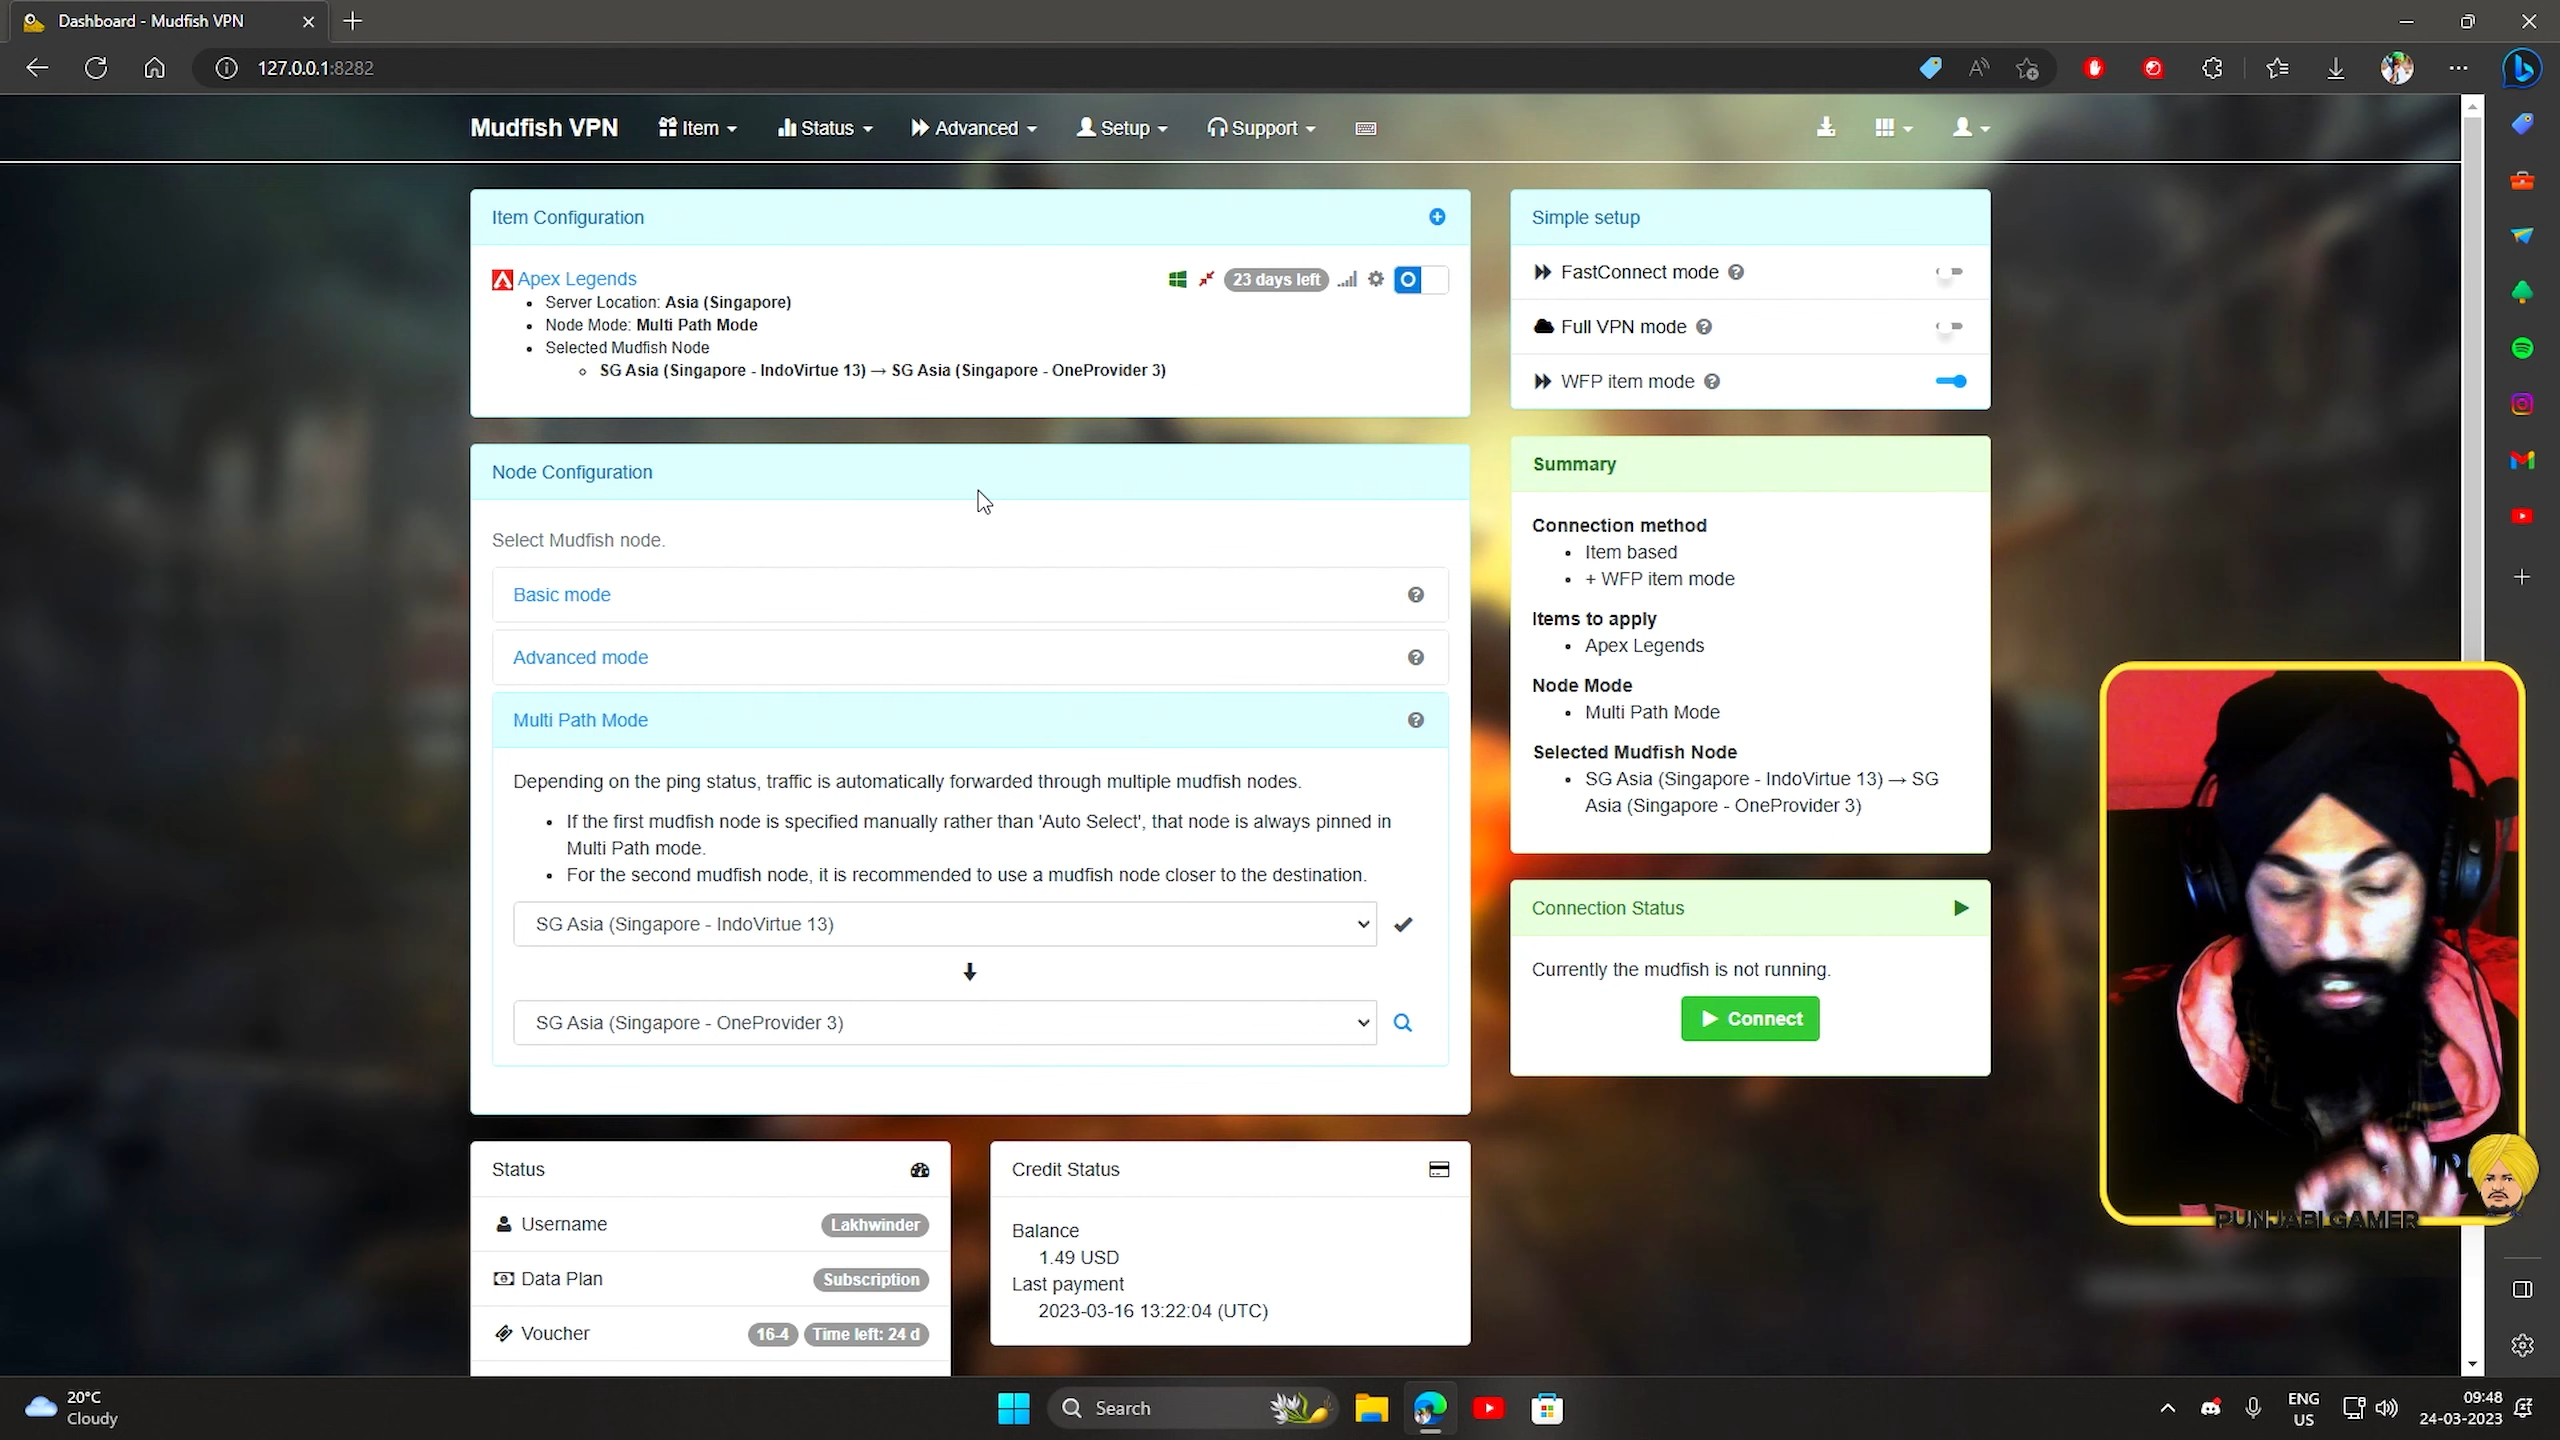 Dashboard - Mudfish VPN
127.0.0.1:8282
Mudfish VPN
Item
Status
Advanced
Setup
Support
Item Configuration
Apex Legends
23 days left
Server Location: Asia (Singapore)
Node Mode: Multi Path Mode
Selected Mudfish Node
SG Asia (Singapore - IndoVirtue 13) → SG Asia (Singapore - OneProvider 3)
Node Configuration
Select Mudfish node.
Basic mode
Advanced mode
Multi Path Mode
Depending on the ping status, traffic is automatically forwarded through multiple mudfish nodes.
If the first mudfish node is specified manually rather than 'Auto Select', that node is always pinned in
Multi Path mode.
For the second mudfish node, it is recommended to use a mudfish node closer to the destination.
SG Asia (Singapore - IndoVirtue 13)
SG Asia (Singapore - OneProvider 3)
Simple setup
FastConnect mode
Full VPN mode
WFP item mode
Summary
Connection method
Item based
+ WFP item mode
Items to apply
Apex Legends
Node Mode
Multi Path Mode
Selected Mudfish Node
SG Asia (Singapore - IndoVirtue 13) → SG
Asia (Singapore - OneProvider 3)
Connection Status
Currently the mudfish is not running.
Connect
Status
Username
Lakhwinder
Data Plan
Subscription
Voucher
16-4
Time left: 24 d
Credit Status
Balance
1.49 USD
Last payment
2023-03-16 13:22:04 (UTC)
PUNJABI GAMER
20°C
Cloudy
Search
ENG
US
09:48
24-03-2023